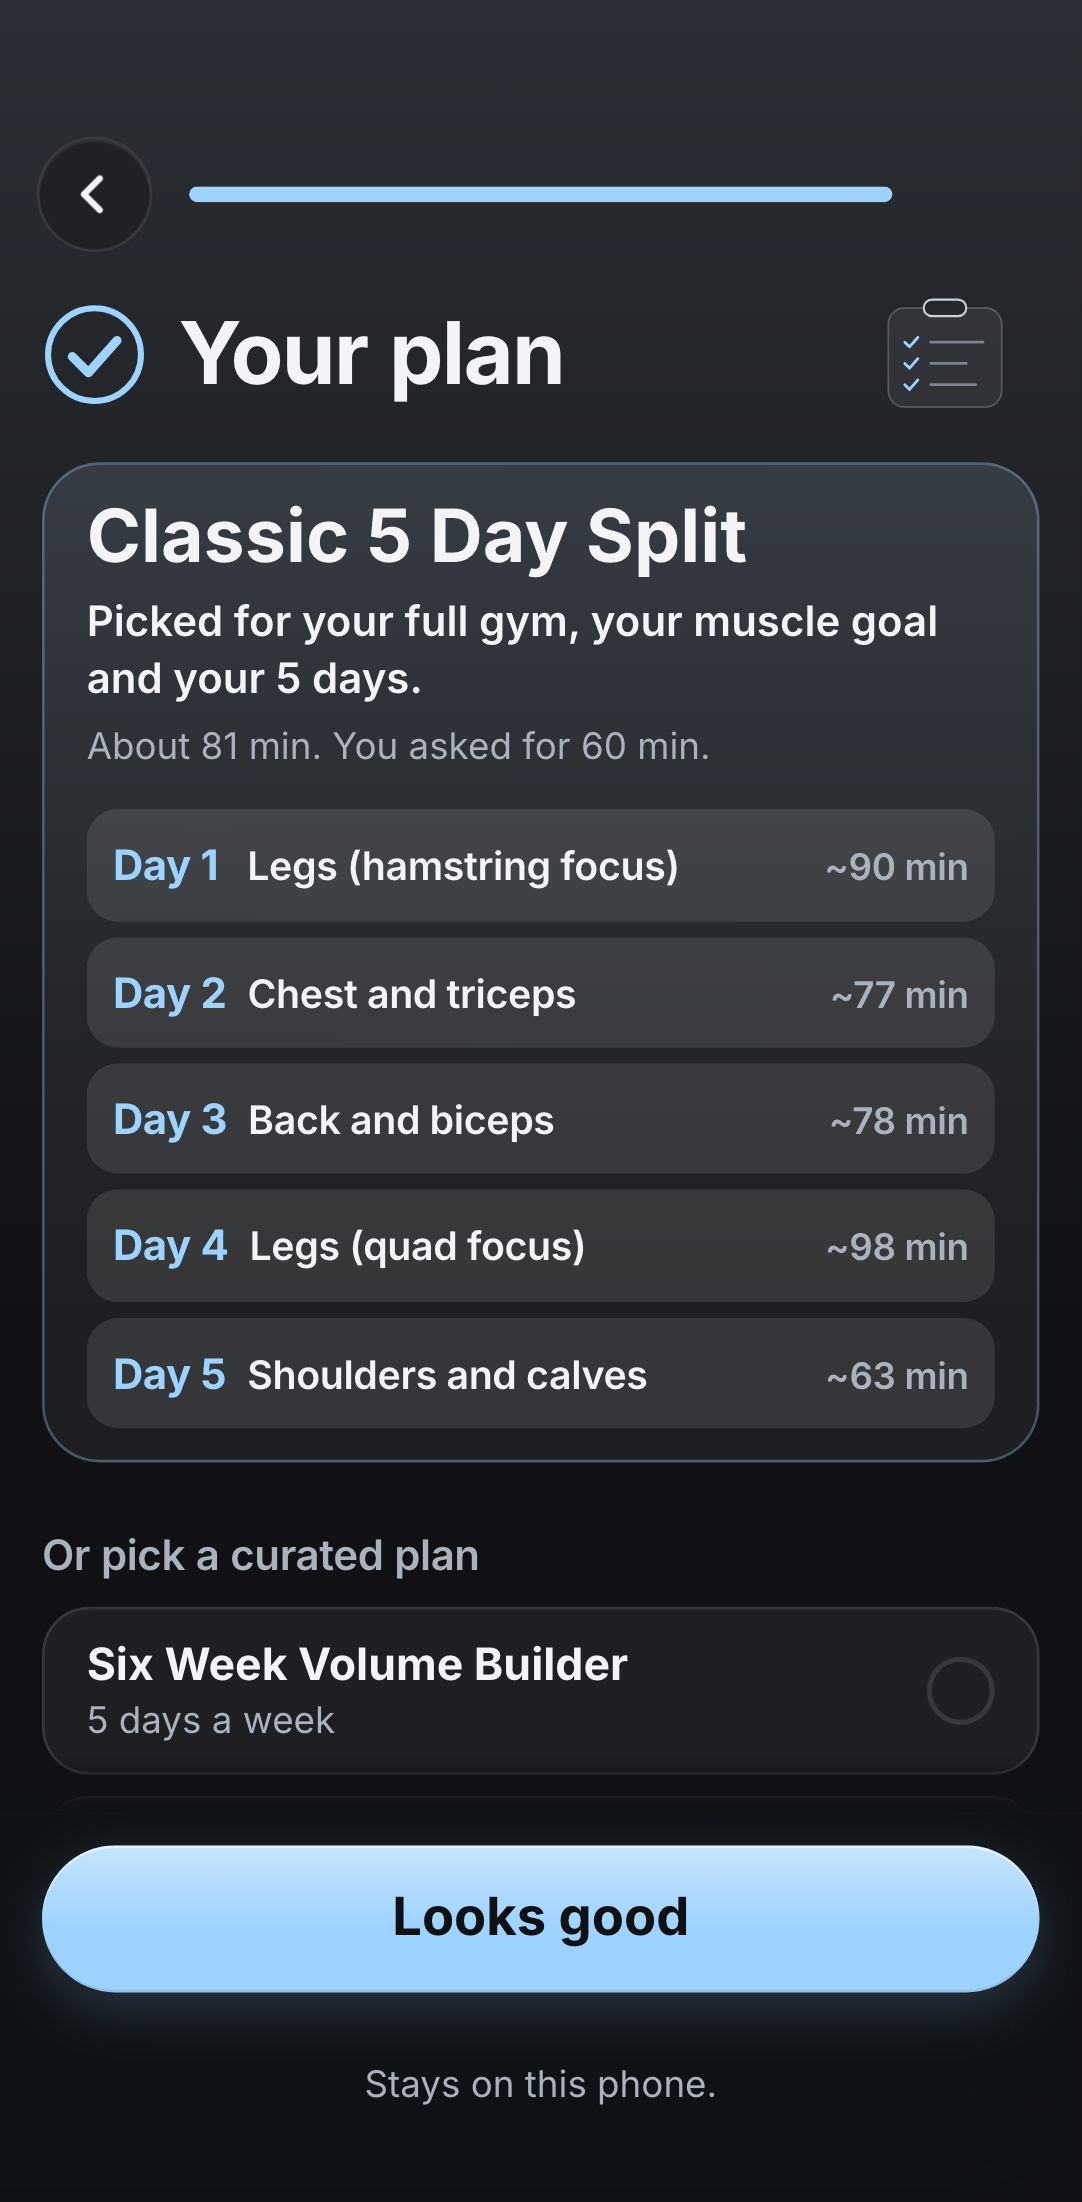 Your plan
Classic 5 Day Split
Picked for your full gym, your muscle goal
and your 5 days.
About 81 min. You asked for 60 min.
Day 1 Legs (hamstring focus) ~90 min
Day 2 Chest and triceps ~77 min
Day 3 Back and biceps ~78 min
Day 4 Legs (quad focus) ~98 min
Day 5 Shoulders and calves ~63 min
Or pick a curated plan
Six Week Volume Builder
5 days a week
Looks good
Stays on this phone.